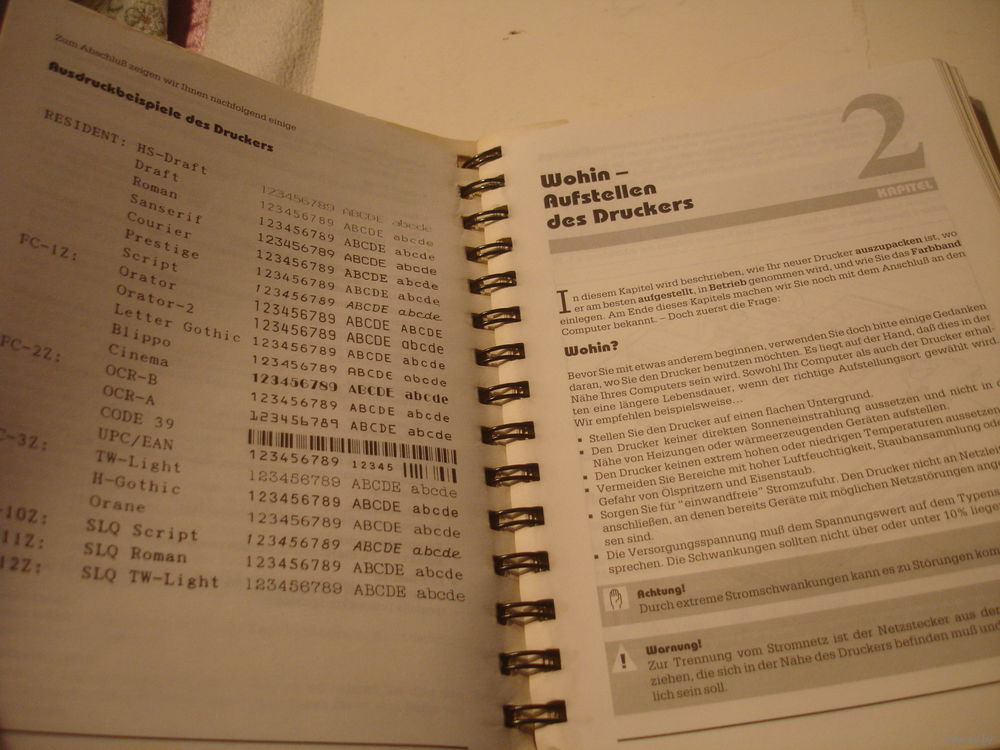 Zum Abschluß zeigen wir Ihnen nachfolgend einige
Ausdruckbeispiele des Druckers
RESIDENT: HS-Draft 123456789 ABCDE abcde
Draft 123456789 ABCDE abcde
Roman 123456789 ABCDE abcde
Sanserif 123456789 ABCDE abcde
Courier 123456789 ABCDE abcde
Prestige 123456789 ABCDE abcde
FC-1Z: Script 123456789 ABCDE abcde
Orator 123456789 ABCDE ABCDE
Orator-2 123456789 ABCDE abcde
Letter Gothic 123456789 ABCDE abcde
Blippo 123456789 ABCDE abcde
FC-2Z: Cinema 123456789 ABCDE abcde
OCR-B 123456789 ABCDE abcde
OCR-A 123456789 ABCDE abcde
CODE 39
UPC/EAN 123456789 12345
C-3Z: TW-Light 123456789 ABCDE abcde
H-Gothic 123456789 ABCDE abcde
Orane 123456789 ABCDE abcde
-10Z: SLQ Script 123456789 ABCDE abcde
11Z: SLQ Roman 123456789 ABCDE abcde
12Z: SLQ TW-Light 123456789 ABCDE abcde
2
KAPITEL
Wohin –
Aufstellen
des Druckers
In diesem Kapitel wird beschrieben, wie Ihr neuer Drucker auszupacken ist, wo
er am besten aufgestellt, in Betrieb genommen wird, und wie Sie das Farbband
einlegen. Am Ende dieses Kapitels machen wir Sie noch mit dem Anschluß an den
Computer bekannt. – Doch zuerst die Frage:
Wohin?
Bevor Sie mit etwas anderem beginnen, verwenden Sie doch bitte einige Gedanken
daran, wo Sie den Drucker benutzen möchten. Es liegt auf der Hand, daß dies in der
Nähe Ihres Computers sein wird. Sowohl Ihr Computer als auch der Drucker erhal-
ten eine längere Lebensdauer, wenn der richtige Aufstellungsort gewählt wird.
Wir empfehlen beispielsweise...
▪ Stellen Sie den Drucker auf einen flachen Untergrund.
▪ Den Drucker keiner direkten Sonneneinstrahlung aussetzen und nicht in
Nähe von Heizungen oder wärmeerzeugenden Geräten aufstellen.
▪ Den Drucker keinen extrem hohen oder niedrigen Temperaturen aussetzen
▪ Vermeiden Sie Bereiche mit hoher Luftfeuchtigkeit, Staubansammlung
Gefahr von Ölspritzern und Eisenstaub.
▪ Sorgen Sie für "einwandfreie" Stromzufuhr. Den Drucker nicht an
anschließen, an denen bereits Geräte mit möglichen Netzstörungen
sen sind.
▪ Die Versorgungsspannung muß dem Spannungswert auf dem
sprechen. Die Schwankungen sollten nicht über oder unter 10%
Achtung!
Durch extreme Stromschwankungen kann es zu Störungen
Warnung!
Zur Trennung vom Stromnetz ist der Netzstecker aus der
ziehen, die sich in der Nähe des Druckers befinden muß und
lich sein soll.